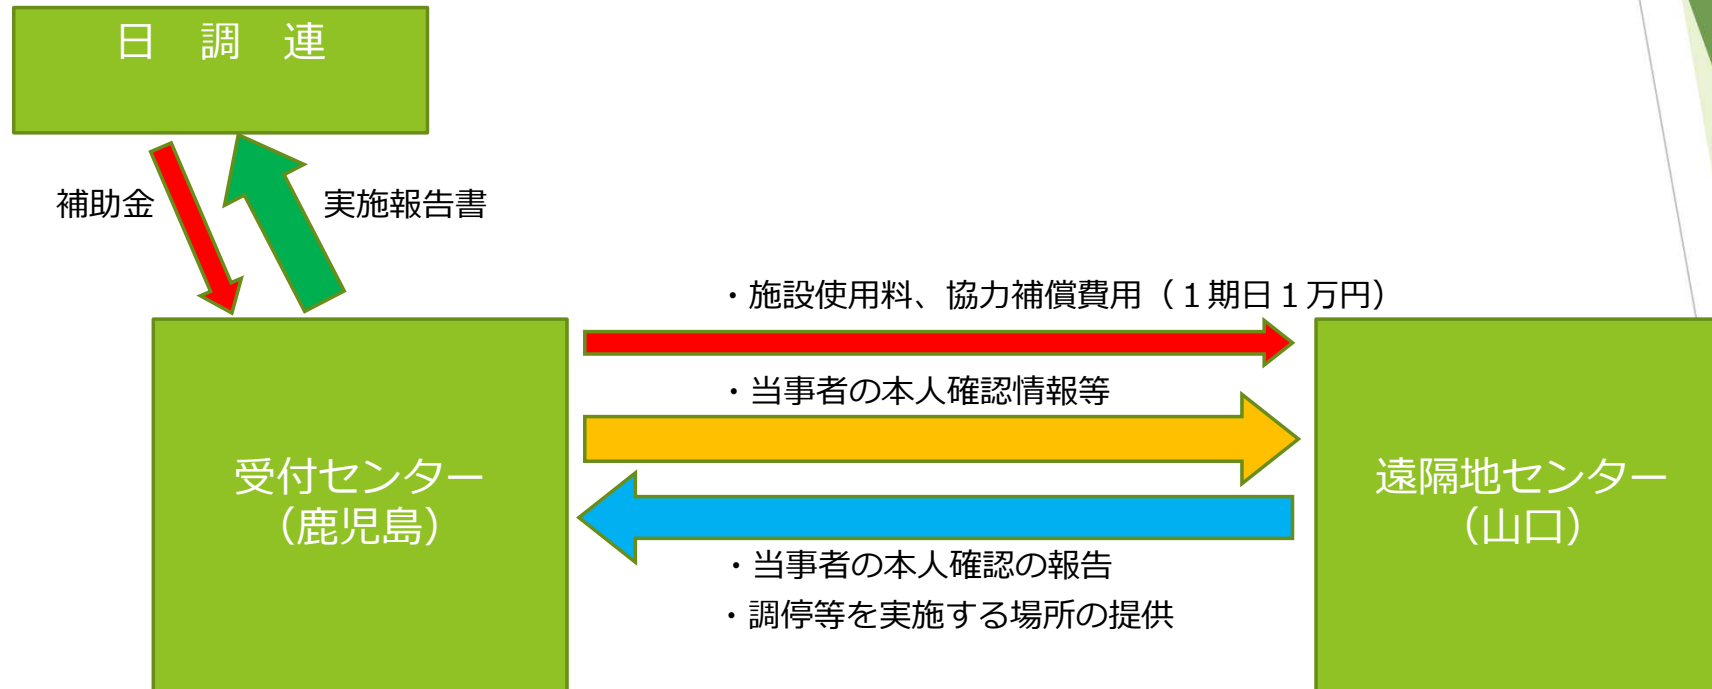 日　調　連
補助金
実施報告書
・施設使用料、協力補償費用（１期日１万円）
・当事者の本人確認情報等
受付センター
（鹿児島）
遠隔地センター
（山口）
・当事者の本人確認の報告
・調停等を実施する場所の提供